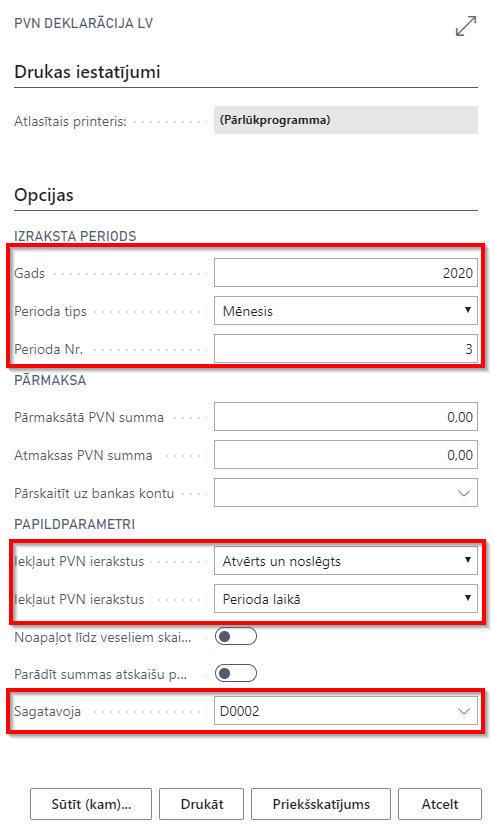 PVN DEKLARĀCIJA LV
Drukas iestatījumi
Atlasītais printeris: (Pārlūkprogramma)
Opcijas
IZRAKSTA PERIODS
Gads 2020
Perioda tips Mēnesis
Perioda Nr. 3
PĀRMAKSA
Pārmaksātā PVN summa 0,00
Atmaksas PVN summa 0,00
Pārskaitīt uz bankas kontu
PAPILDPARAMETRI
Iekļaut PVN ierakstus Atvērts un noslēgts
Iekļaut PVN ierakstus Perioda laikā
Noapaļot līdz veseliem skai...
Parādīt summas atskaišu p...
Sagatavoja D0002
Sūtīt (kam)... Drukāt Priekšskatījums Atcelt